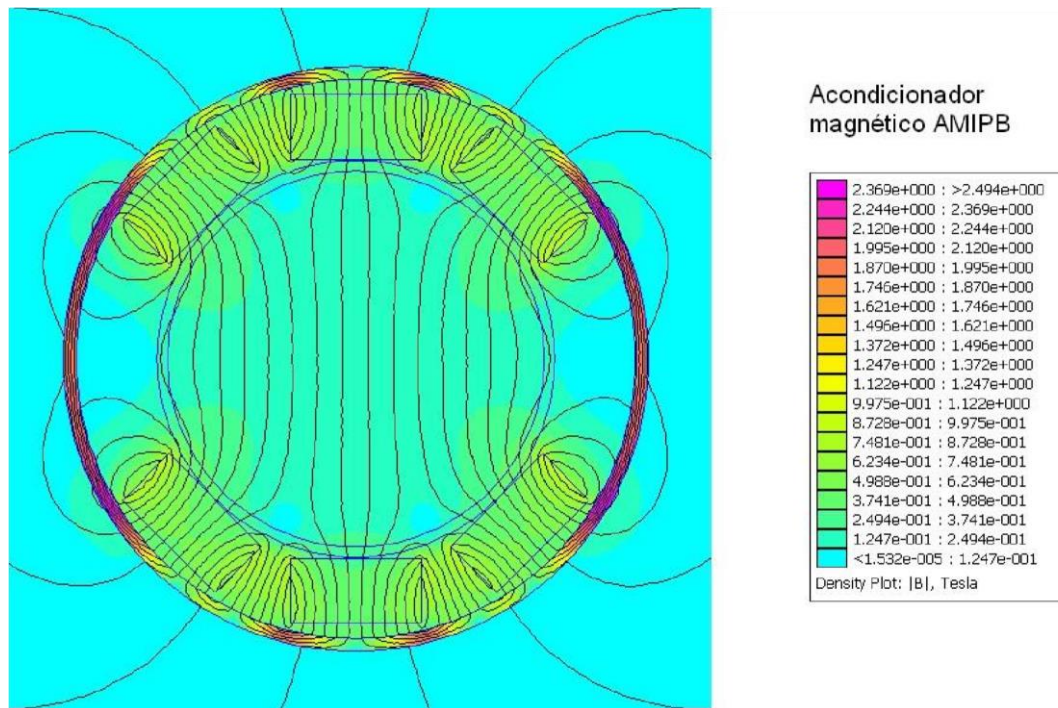 Acondicionador
magnético AMIPB
2.369e+000 : >2.494e+000
2.244e+000 : 2.369e+000
2.120e+000 : 2.244e+000
1.995e+000 : 2.120e+000
1.870e+000 : 1.995e+000
1.746e+000 : 1.870e+000
1.621e+000 : 1.746e+000
1.496e+000 : 1.621e+000
1.372e+000 : 1.496e+000
1.247e+000 : 1.372e+000
1.122e+000 : 1.247e+000
9.975e-001 : 1.122e+000
8.728e-001 : 9.975e-001
7.481e-001 : 8.728e-001
6.234e-001 : 7.481e-001
4.988e-001 : 6.234e-001
3.741e-001 : 4.988e-001
2.494e-001 : 3.741e-001
1.247e-001 : 2.494e-001
<1.532e-005 : 1.247e-001
Density Plot: |B|, Tesla